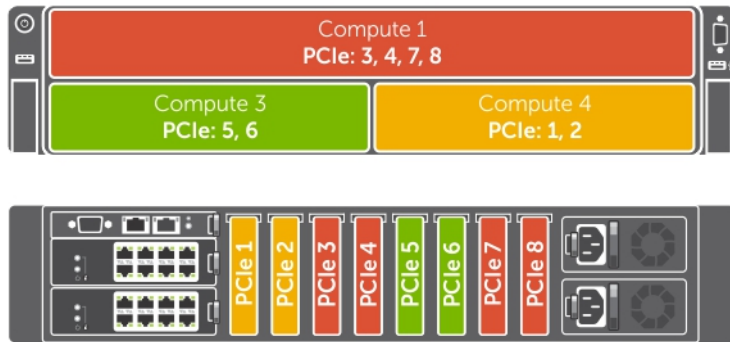 Compute 1
PCIe: 3, 4, 7, 8
Compute 3
PCIe: 5, 6
Compute 4
PCIe: 1, 2
PCIe 1
PCIe 2
PCIe 3
PCIe 4
PCIe 5
PCIe 6
PCIe 7
PCIe 8